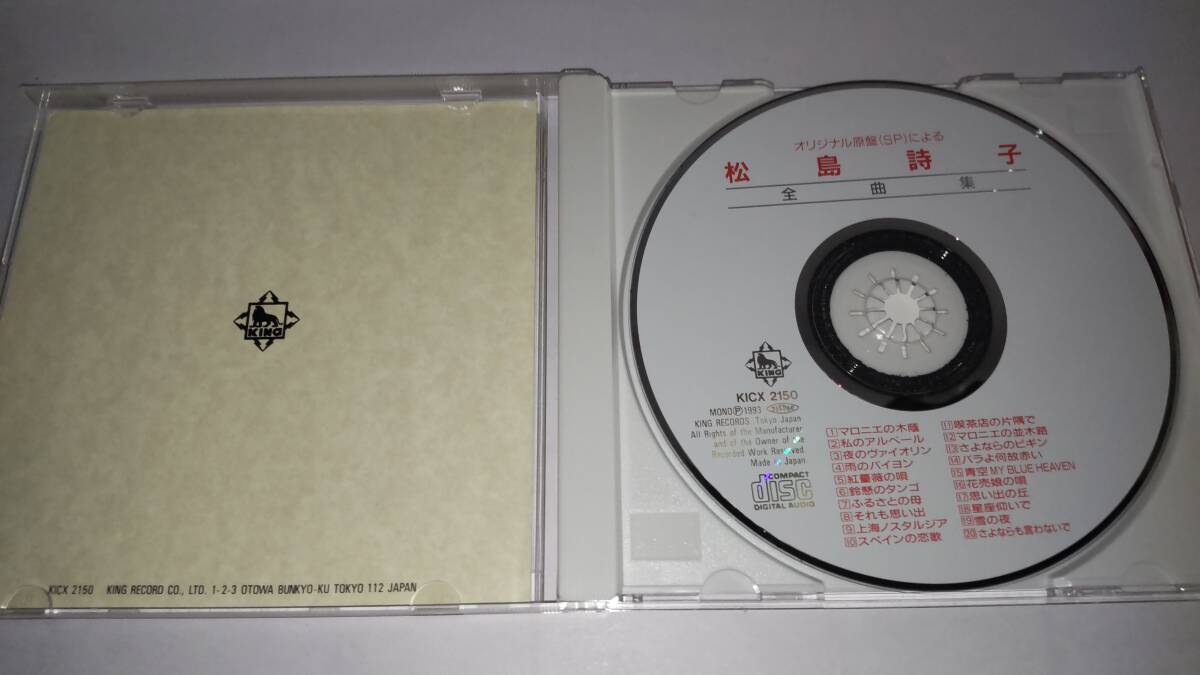 KING
KICX 2150 KING RECORD CO., LTD. 1-2-3 OTOWA BUNKYO-KU TOKYO 112 JAPAN
オリジナル原盤(SP)による
松島詩子
全曲集
KING
KICX 2150
MONO Ⓟ1993
KING RECORDS. Tokyo Japan
All Rights of the Manufacturer
and of the Owner of the
Recorded Work Reserved.
Made in Japan
COMPACT
disc
DIGITAL AUDIO
1 マロニエの木蔭
2 私のアルベール
3 夜のヴァイオリン
4 雨のバイヨン
5 紅薔薇の唄
6 鈴懸のタンゴ
7 ふるさとの母
8 それも思い出
9 上海ノスタルジア
10 スペインの恋歌
11 喫茶店の片隅で
12 マロニエの並木路
13 さよならのビギン
14 バラよ何故赤い
15 青空 MY BLUE HEAVEN
16 花売娘の唄
17 思い出の丘
18 星座仰いで
19 雪の夜
20 さよならも言わないで